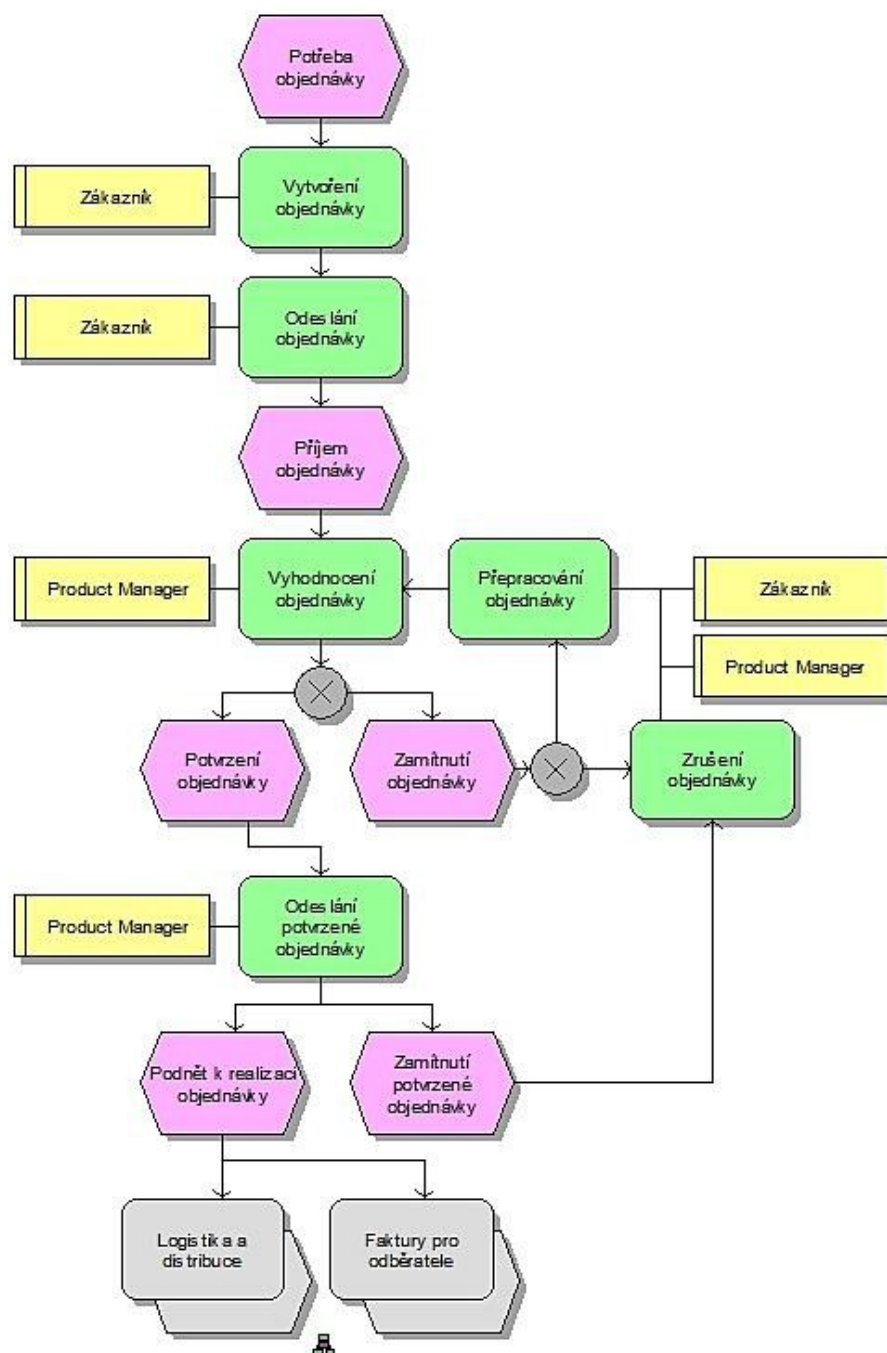 Potřeba
objednávky
Zákazník
Vytvoření
objednávky
Zákazník
Odeslání
objednávky
Příjem
objednávky
Product Manager
Vyhodnocení
objednávky
Přepracování
objednávky
Zákazník
Product Manager
Potvrzení
objednávky
Zamítnutí
objednávky
Zrušení
objednávky
Product Manager
Odeslání
potvrzené
objednávky
Podnět k realizaci
objednávky
Zamítnutí
potvrzené
objednávky
Logistika a
distribuce
Faktury pro
odběratele